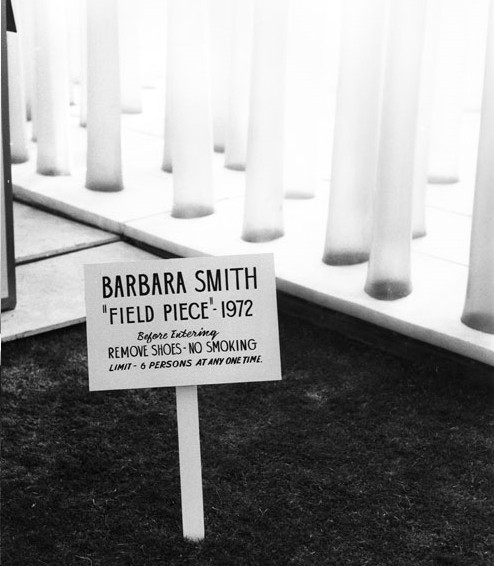 BARBARA SMITH
"FIELD PIECE" - 1972
Before Entering
REMOVE SHOES - NO SMOKING
LIMIT - 6 PERSONS AT ANY ONE TIME.